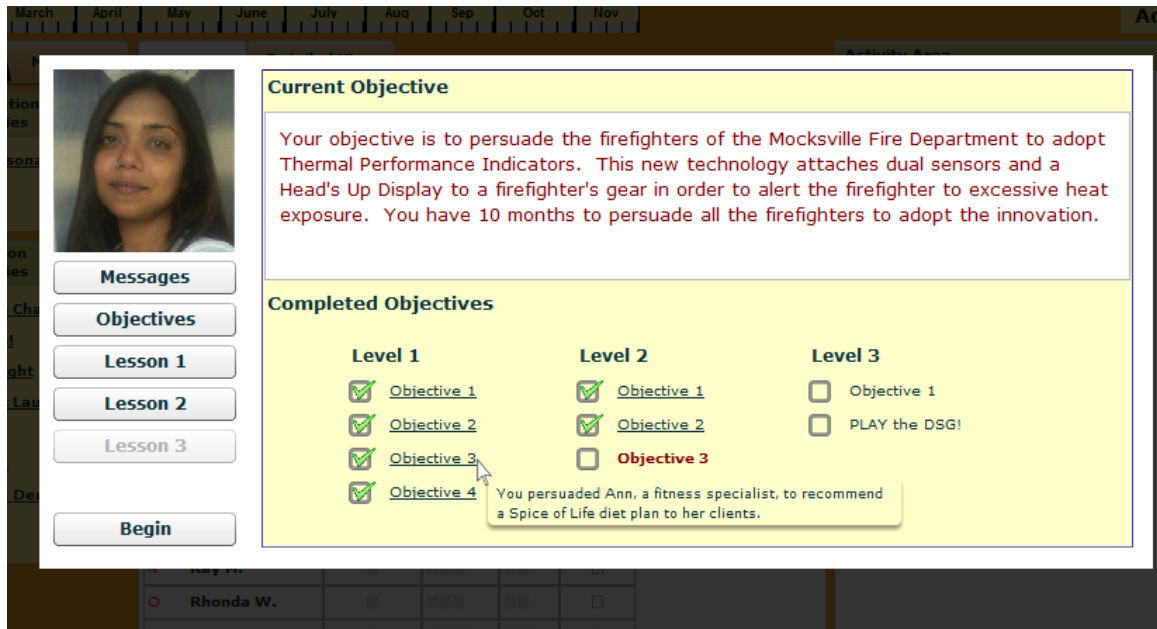 March April May June July Aug Sep Oct Nov
Current Objective
Your objective is to persuade the firefighters of the Mocksville Fire Department to adopt
Thermal Performance Indicators.  This new technology attaches dual sensors and a
Head's Up Display to a firefighter's gear in order to alert the firefighter to excessive heat
exposure.  You have 10 months to persuade all the firefighters to adopt the innovation.
Messages
Objectives
Lesson 1
Lesson 2
Lesson 3
Begin
Completed Objectives
Level 1 Level 2 Level 3
Objective 1 Objective 1 Objective 1
Objective 2 Objective 2 PLAY the DSG!
Objective 3 Objective 3
Objective 4
You persuaded Ann, a fitness specialist, to recommend
a Spice of Life diet plan to her clients.
Ray M.
O Rhonda W.